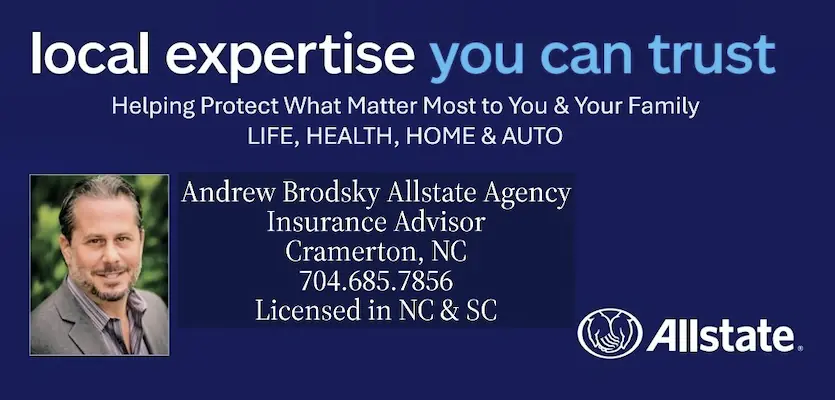 local expertise you can trust
Helping Protect What Matter Most to You & Your Family
LIFE, HEALTH, HOME & AUTO
Andrew Brodsky Allstate Agency
Insurance Advisor
Cramerton, NC
704.685.7856
Licensed in NC & SC
Allstate®